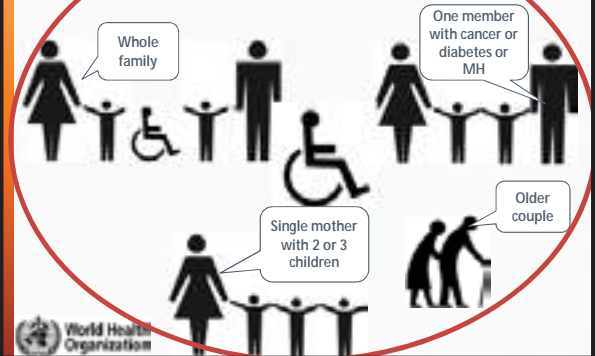 Whole
family
One member
with cancer or
diabetes or
MH
Older
couple
Single mother
with 2 or 3
children
World Health
Organization